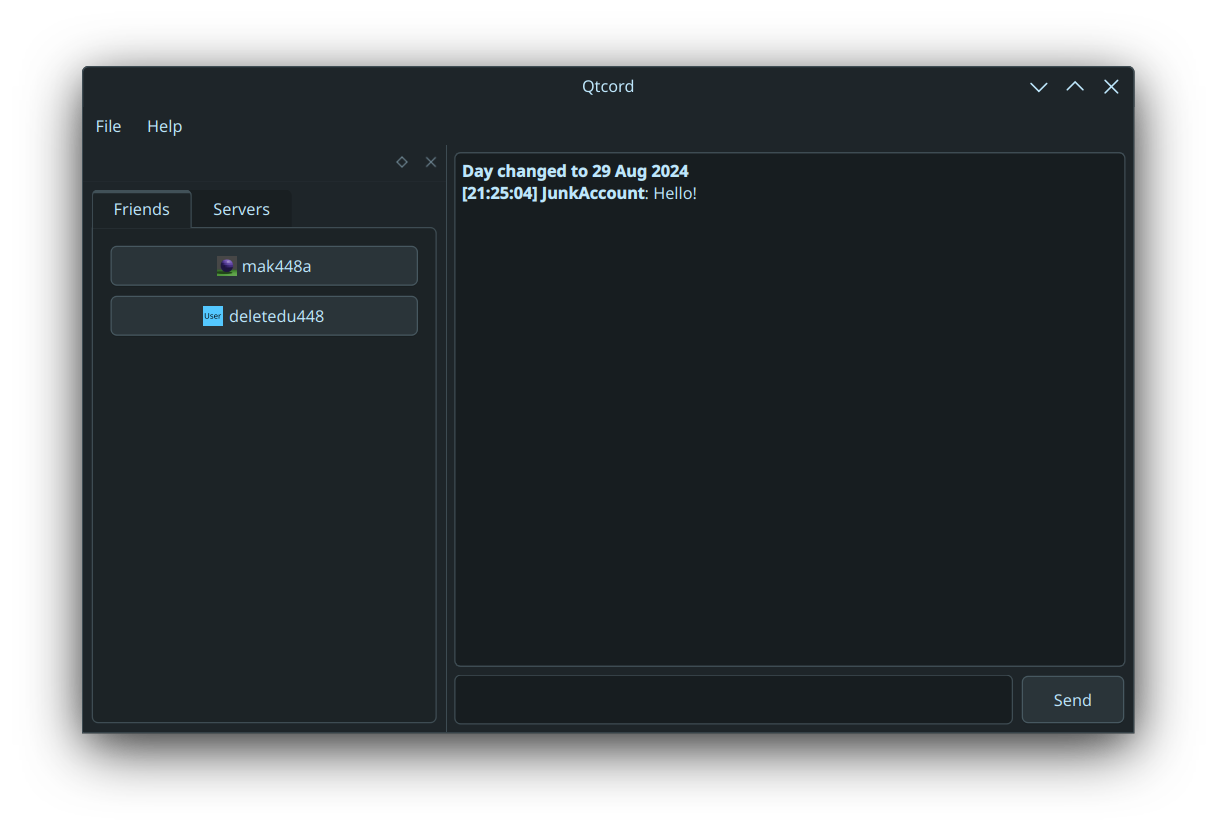 Qtcord
File Help
Friends Servers
mak448a
User deletedu448
Day changed to 29 Aug 2024
[21:25:04] JunkAccount: Hello!
Send